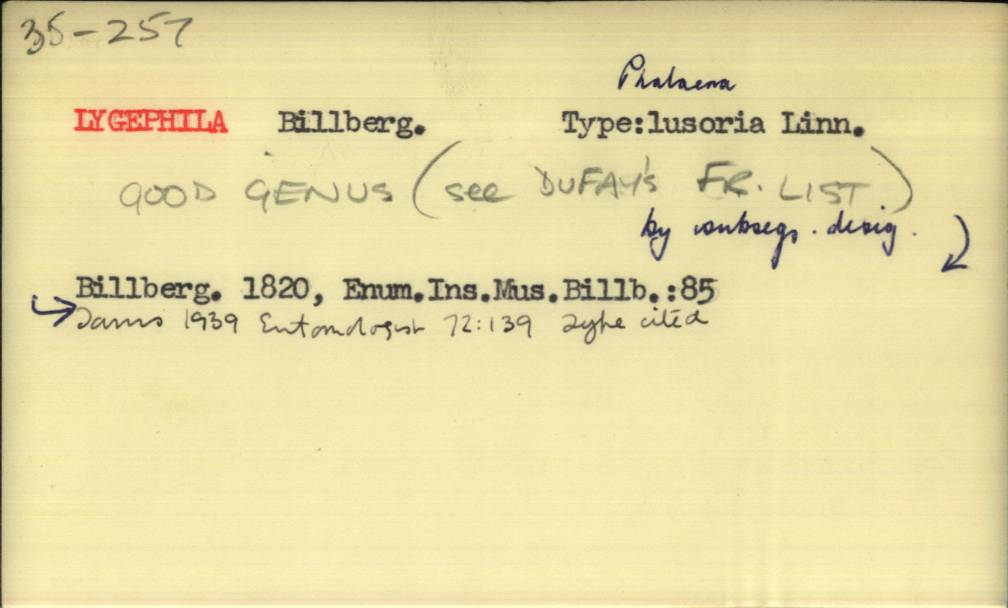 35-257
Phalaena
LYGEPHILA Billberg. Type:lusoria Linn.
GOOD GENUS (see DUFAY'S FR. LIST)
by subseq. desig.
Billberg. 1820, Enum.Ins.Mus.Billb.:85
Tams 1939 Entomologist 72:139 Type cited